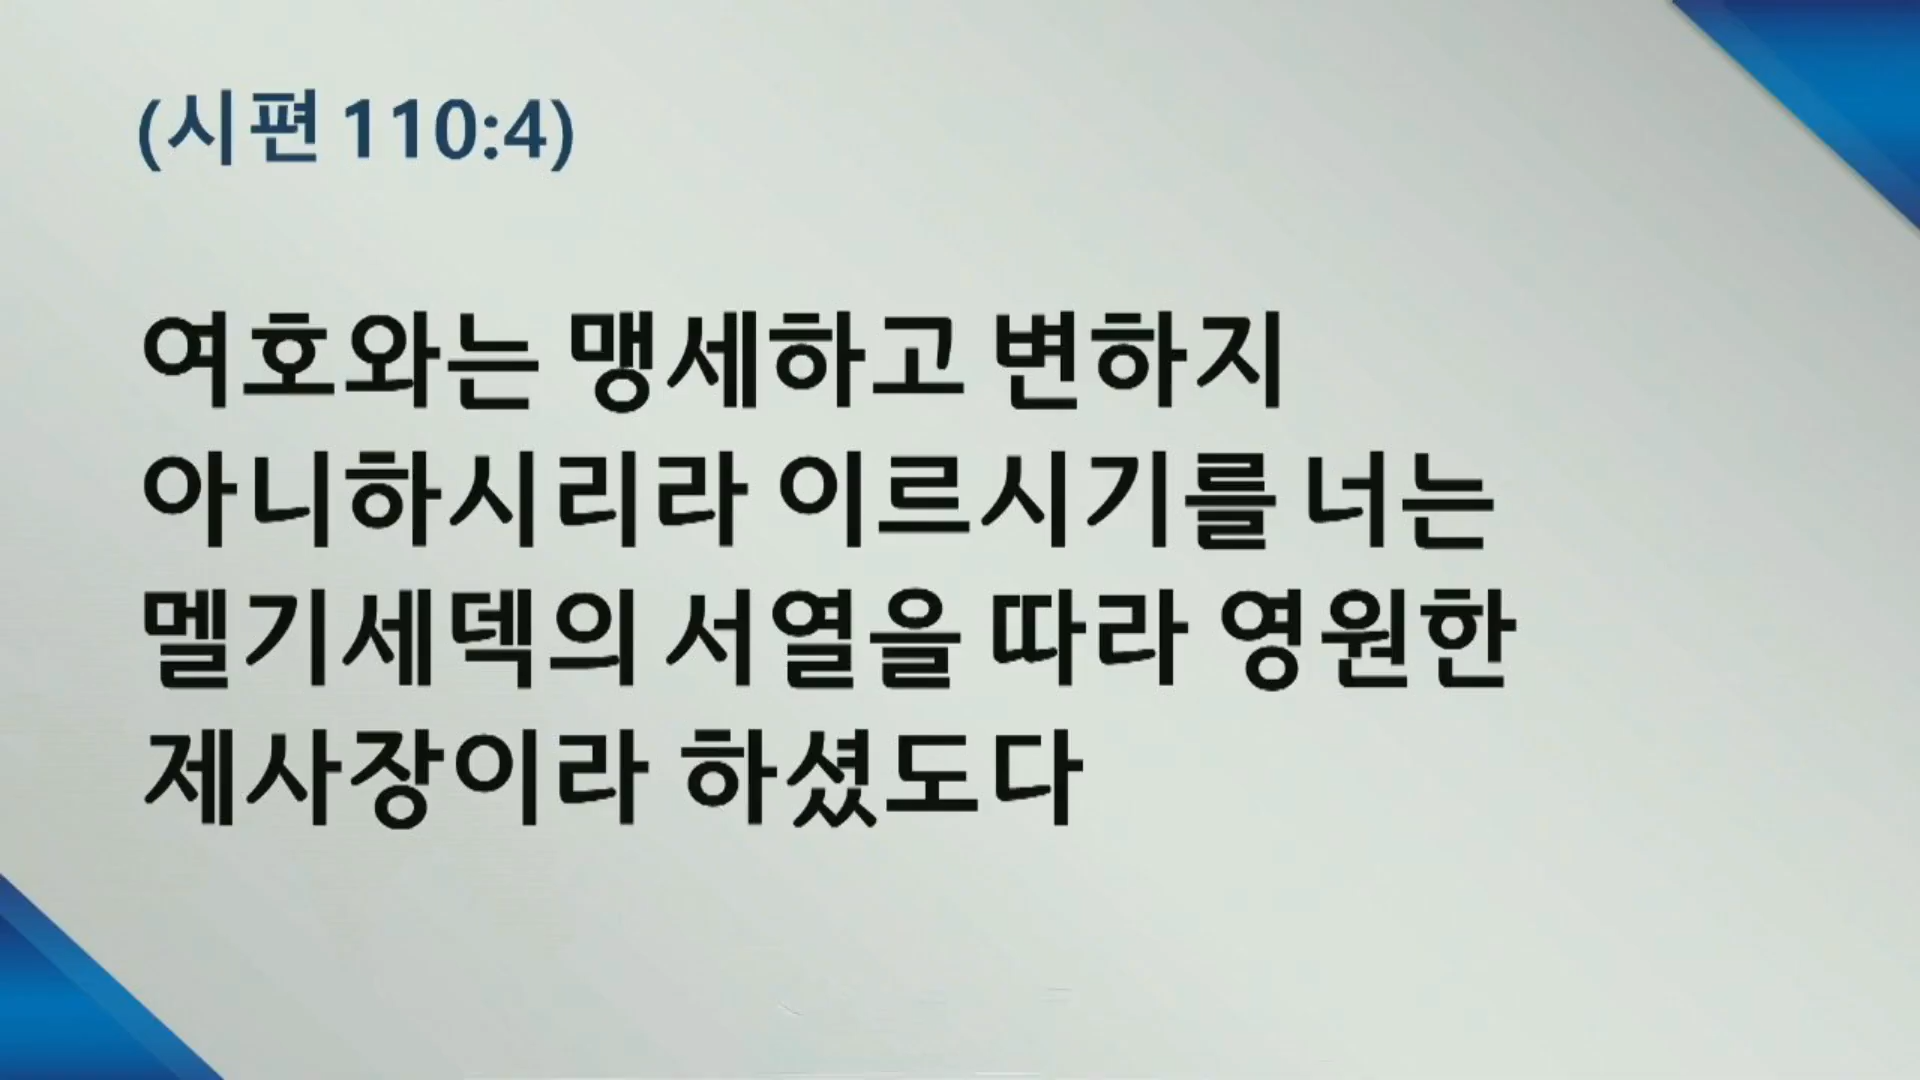 (시편 110:4)
여호와는 맹세하고 변하지
아니하시리라 이르시기를 너는
멜기세덱의 서열을 따라 영원한
제사장이라 하셨도다